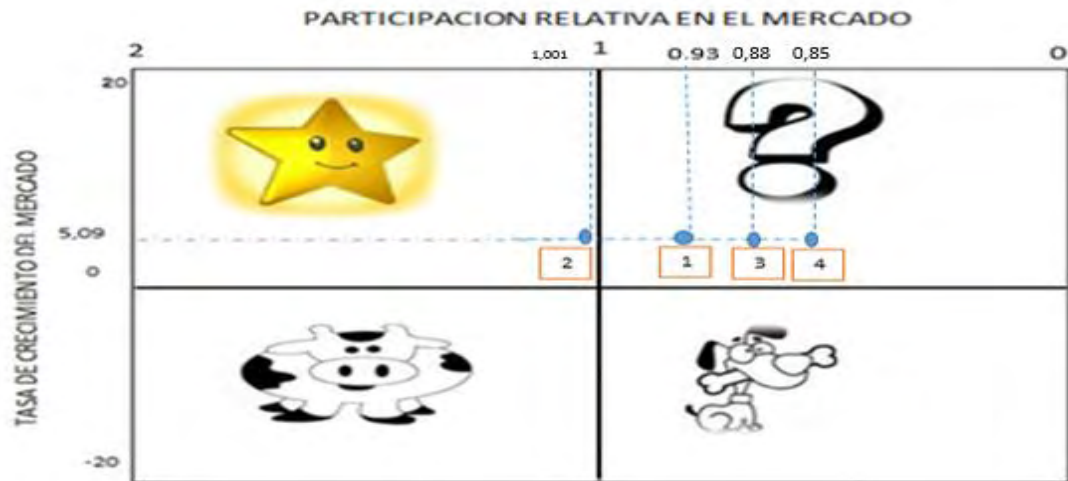 PARTICIPACION RELATIVA EN EL MERCADO
2 1,001 1 0.93 0,88 0,85 0
20
TASA DE CRECIMIENTO DEL MERCADO
5,09
2 1 3 4
0
-20